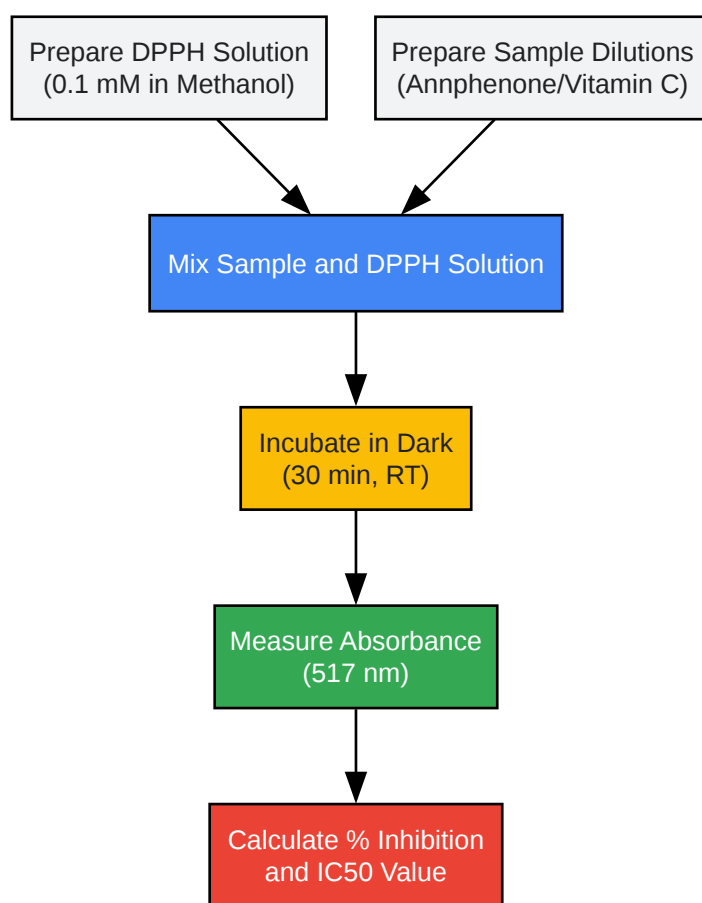 Prepare DPPH Solution
(0.1 mM in Methanol)
Prepare Sample Dilutions
(Annphenone/Vitamin C)
Mix Sample and DPPH Solution
Incubate in Dark
(30 min, RT)
Measure Absorbance
(517 nm)
Calculate % Inhibition
and IC50 Value